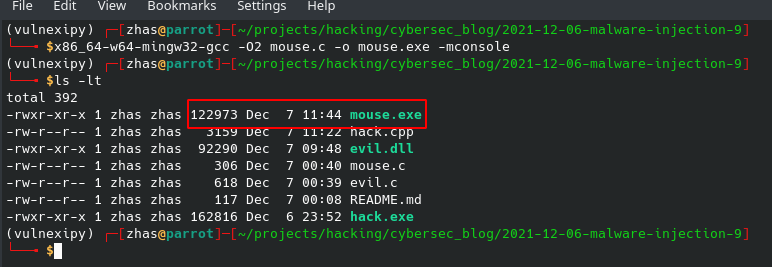 File Edit View Bookmarks Settings Help
(vulnexipy) ┌─[zhas@parrot]─[~/projects/hacking/cybersec_blog/2021-12-06-malware-injection-9]
└──╼ $x86_64-w64-mingw32-gcc -O2 mouse.c -o mouse.exe -mconsole
(vulnexipy) ┌─[zhas@parrot]─[~/projects/hacking/cybersec_blog/2021-12-06-malware-injection-9]
└──╼ $ls -lt
total 392
-rwxr-xr-x 1 zhas zhas 122973 Dec  7 11:44 mouse.exe
-rw-r--r-- 1 zhas zhas   3159 Dec  7 11:22 hack.cpp
-rwxr-xr-x 1 zhas zhas  92290 Dec  7 09:48 evil.dll
-rw-r--r-- 1 zhas zhas    306 Dec  7 00:40 mouse.c
-rw-r--r-- 1 zhas zhas    618 Dec  7 00:39 evil.c
-rw-r--r-- 1 zhas zhas    117 Dec  7 00:08 README.md
-rwxr-xr-x 1 zhas zhas 162816 Dec  6 23:52 hack.exe
(vulnexipy) ┌─[zhas@parrot]─[~/projects/hacking/cybersec_blog/2021-12-06-malware-injection-9]
└──╼ $